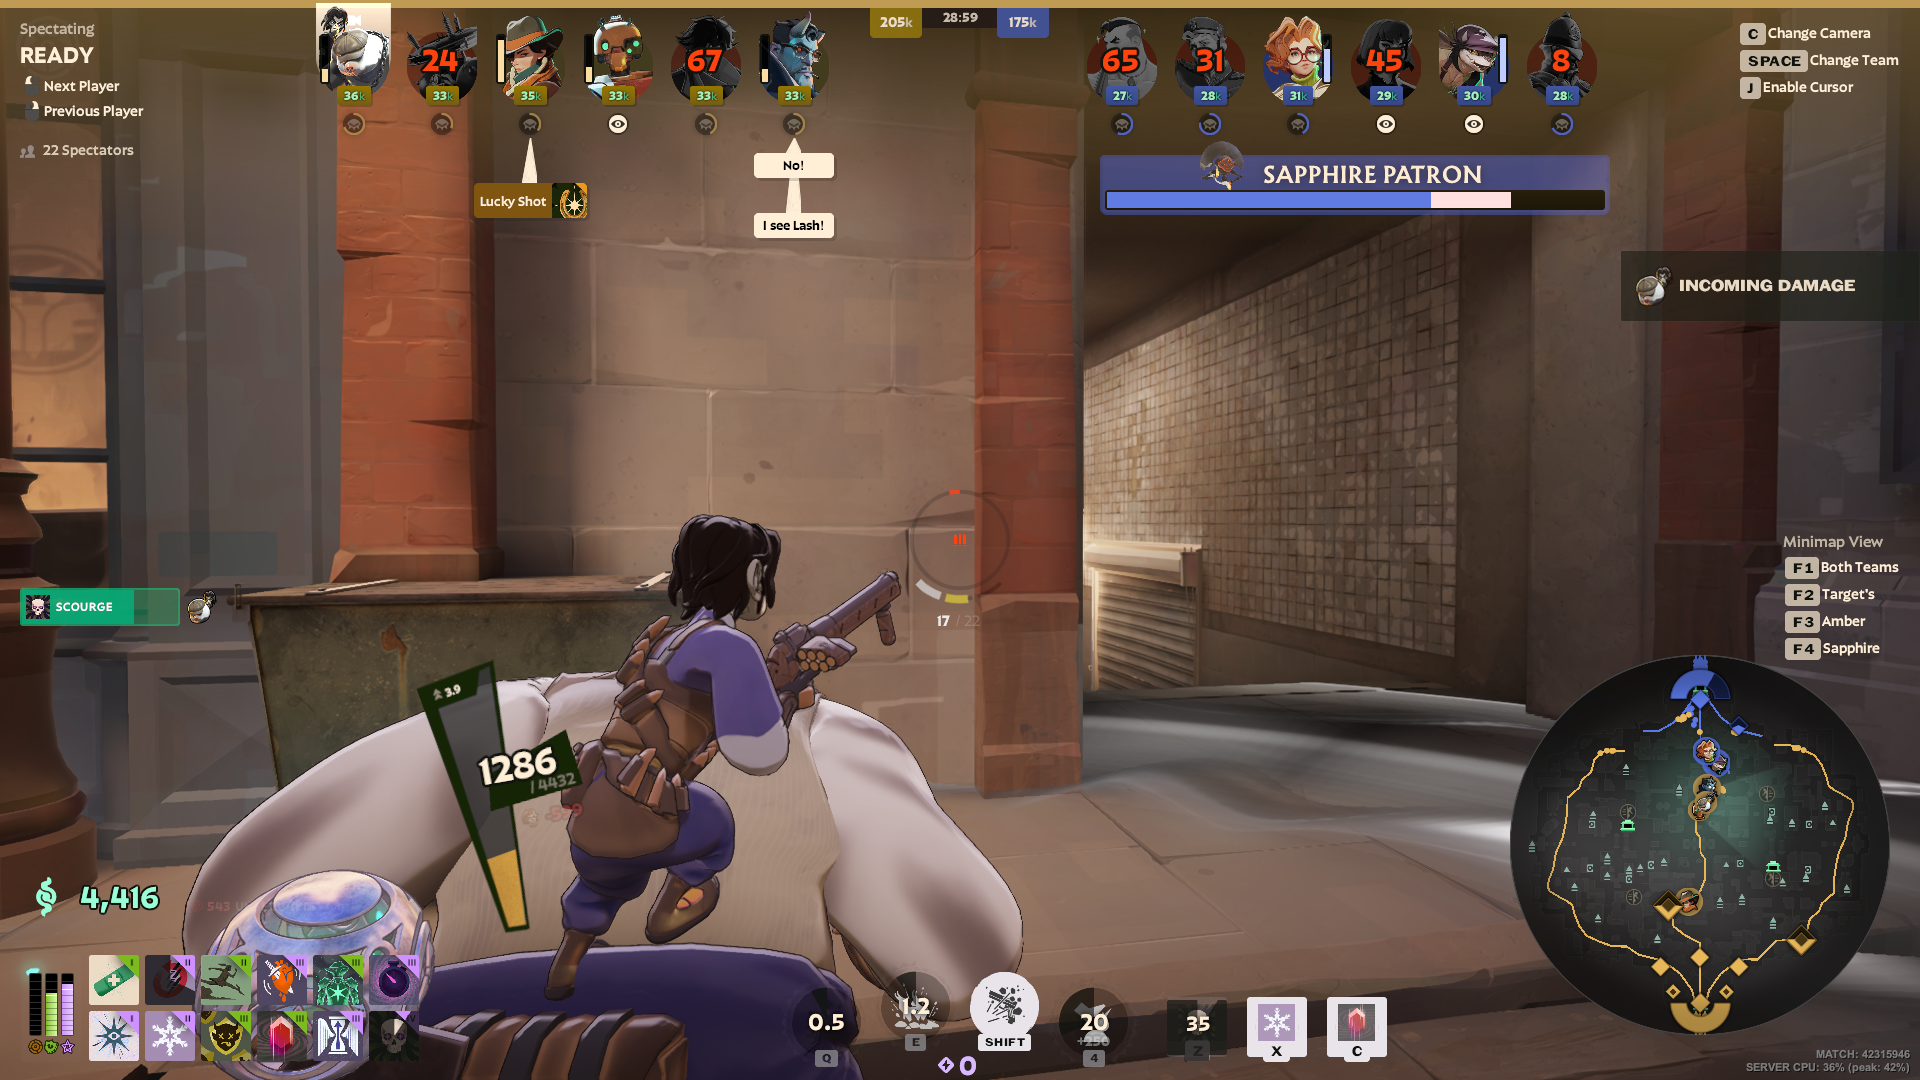 Spectating
READY
Next Player
Previous Player
22 Spectators
36k
24
33k
35k
33k
67
33k
33k
205k
28:59
175k
65
27k
31
28k
31k
45
29k
30k
8
28k
C Change Camera
SPACE Change Team
J Enable Cursor
Lucky Shot
No!
I see Lash!
SAPPHIRE PATRON
INCOMING DAMAGE
SCOURGE
17 / 22
3.9
1286
/ 4432
Minimap View
F1 Both Teams
F2 Target's
F3 Amber
F4 Sapphire
4,416
0.5
Q
1.2
E
SHIFT
20
+250
4
35
Z
X
C
0
MATCH: 42315946
SERVER CPU: 36% (peak: 42%)